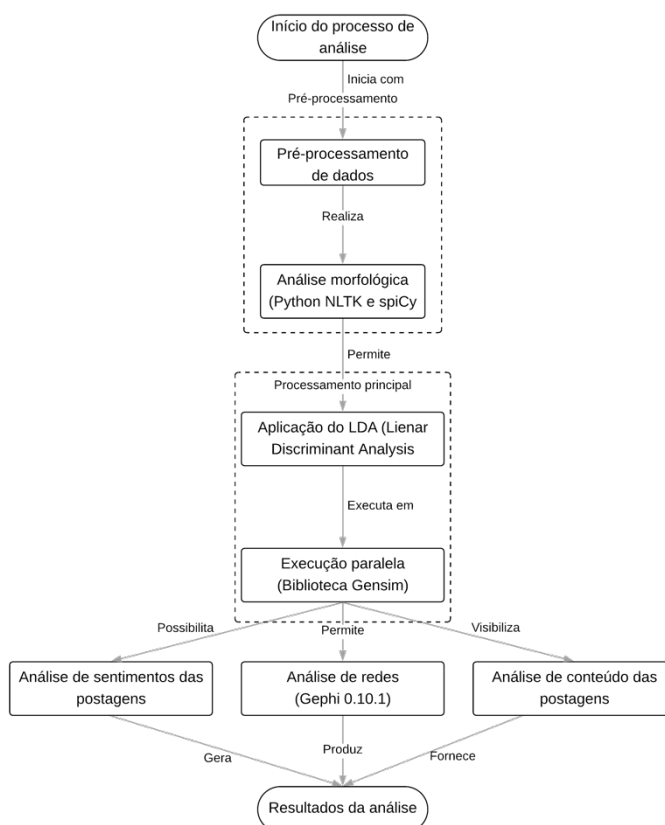 Início do processo de
análise
Inicia com
Pré-processamento
Pré-processamento
de dados
Realiza
Análise morfológica
(Python NLTK e spiCy
Permite
Processamento principal
Aplicação do LDA (Lienar
Discriminant Analysis
Executa em
Execução paralela
(Biblioteca Gensim)
Possibilita
Permite
Visibiliza
Análise de sentimentos das
postagens
Análise de redes
(Gephi 0.10.1)
Análise de conteúdo das
postagens
Gera
Produz
Fornece
Resultados da análise